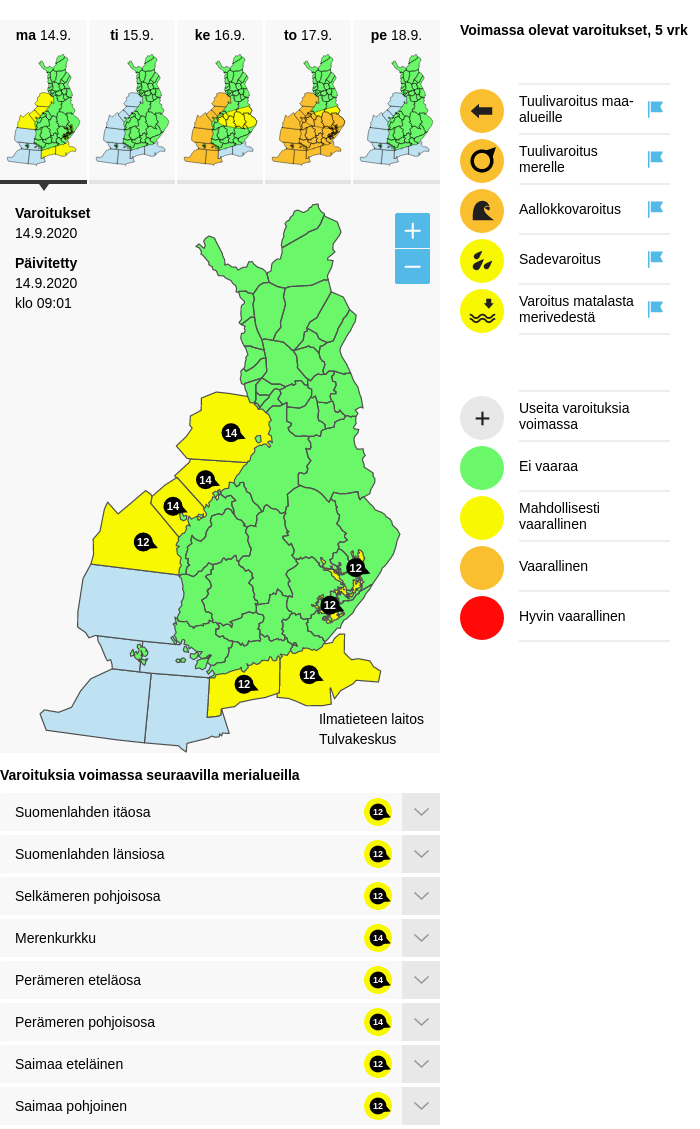 ma 14.9.
ti 15.9.
ke 16.9.
to 17.9.
pe 18.9.
Varoitukset
14.9.2020
Päivitetty
14.9.2020
klo 09:01
+
−
14
14
14
12
12
12
12
12
Ilmatieteen laitos
Tulvakeskus
Varoituksia voimassa seuraavilla merialueilla
Suomenlahden itäosa 12
Suomenlahden länsiosa 12
Selkämeren pohjoisosa 12
Merenkurkku 14
Perämeren eteläosa 14
Perämeren pohjoisosa 14
Saimaa eteläinen 12
Saimaa pohjoinen 12
Voimassa olevat varoitukset, 5 vrk
Tuulivaroitus maa-
alueille
Tuulivaroitus
merelle
Aallokkovaroitus
Sadevaroitus
Varoitus matalasta
merivedestä
+
Useita varoituksia
voimassa
Ei vaaraa
Mahdollisesti
vaarallinen
Vaarallinen
Hyvin vaarallinen